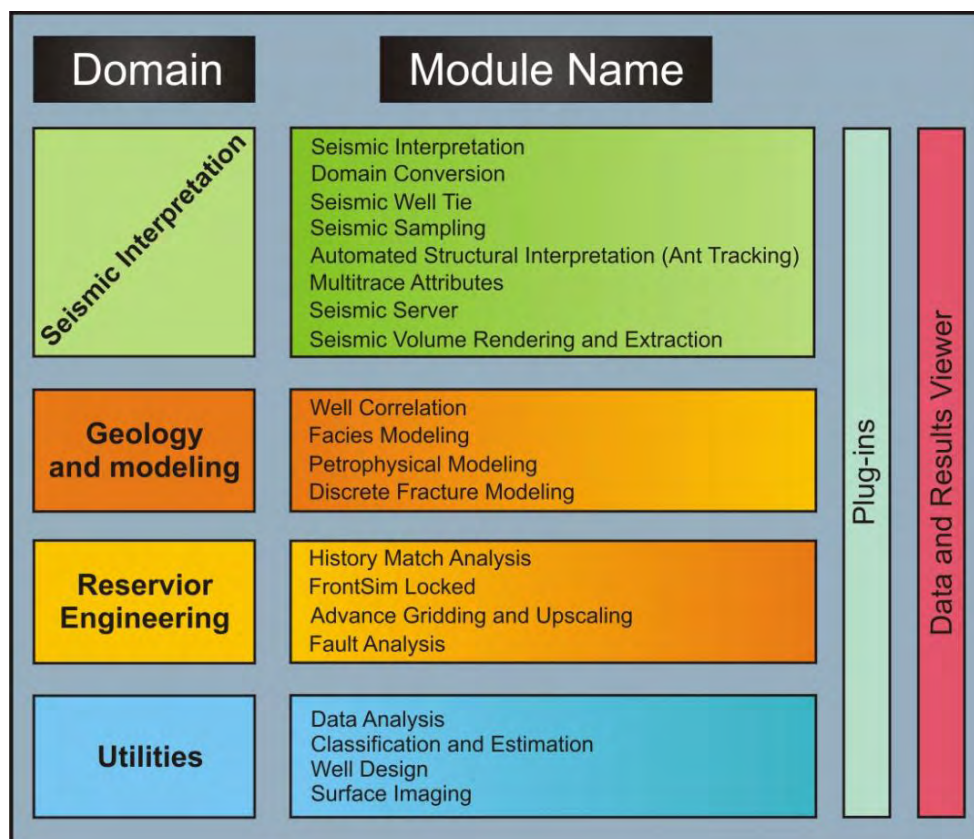 Domain
Module Name
Seismic Interpretation
Seismic Interpretation
Domain Conversion
Seismic Well Tie
Seismic Sampling
Automated Structural Interpretation (Ant Tracking)
Multitrace Attributes
Seismic Server
Seismic Volume Rendering and Extraction
Geology
and modeling
Well Correlation
Facies Modeling
Petrophysical Modeling
Discrete Fracture Modeling
Reservior
Engineering
History Match Analysis
FrontSim Locked
Advance Gridding and Upscaling
Fault Analysis
Utilities
Data Analysis
Classification and Estimation
Well Design
Surface Imaging
Plug-ins
Data and Results Viewer